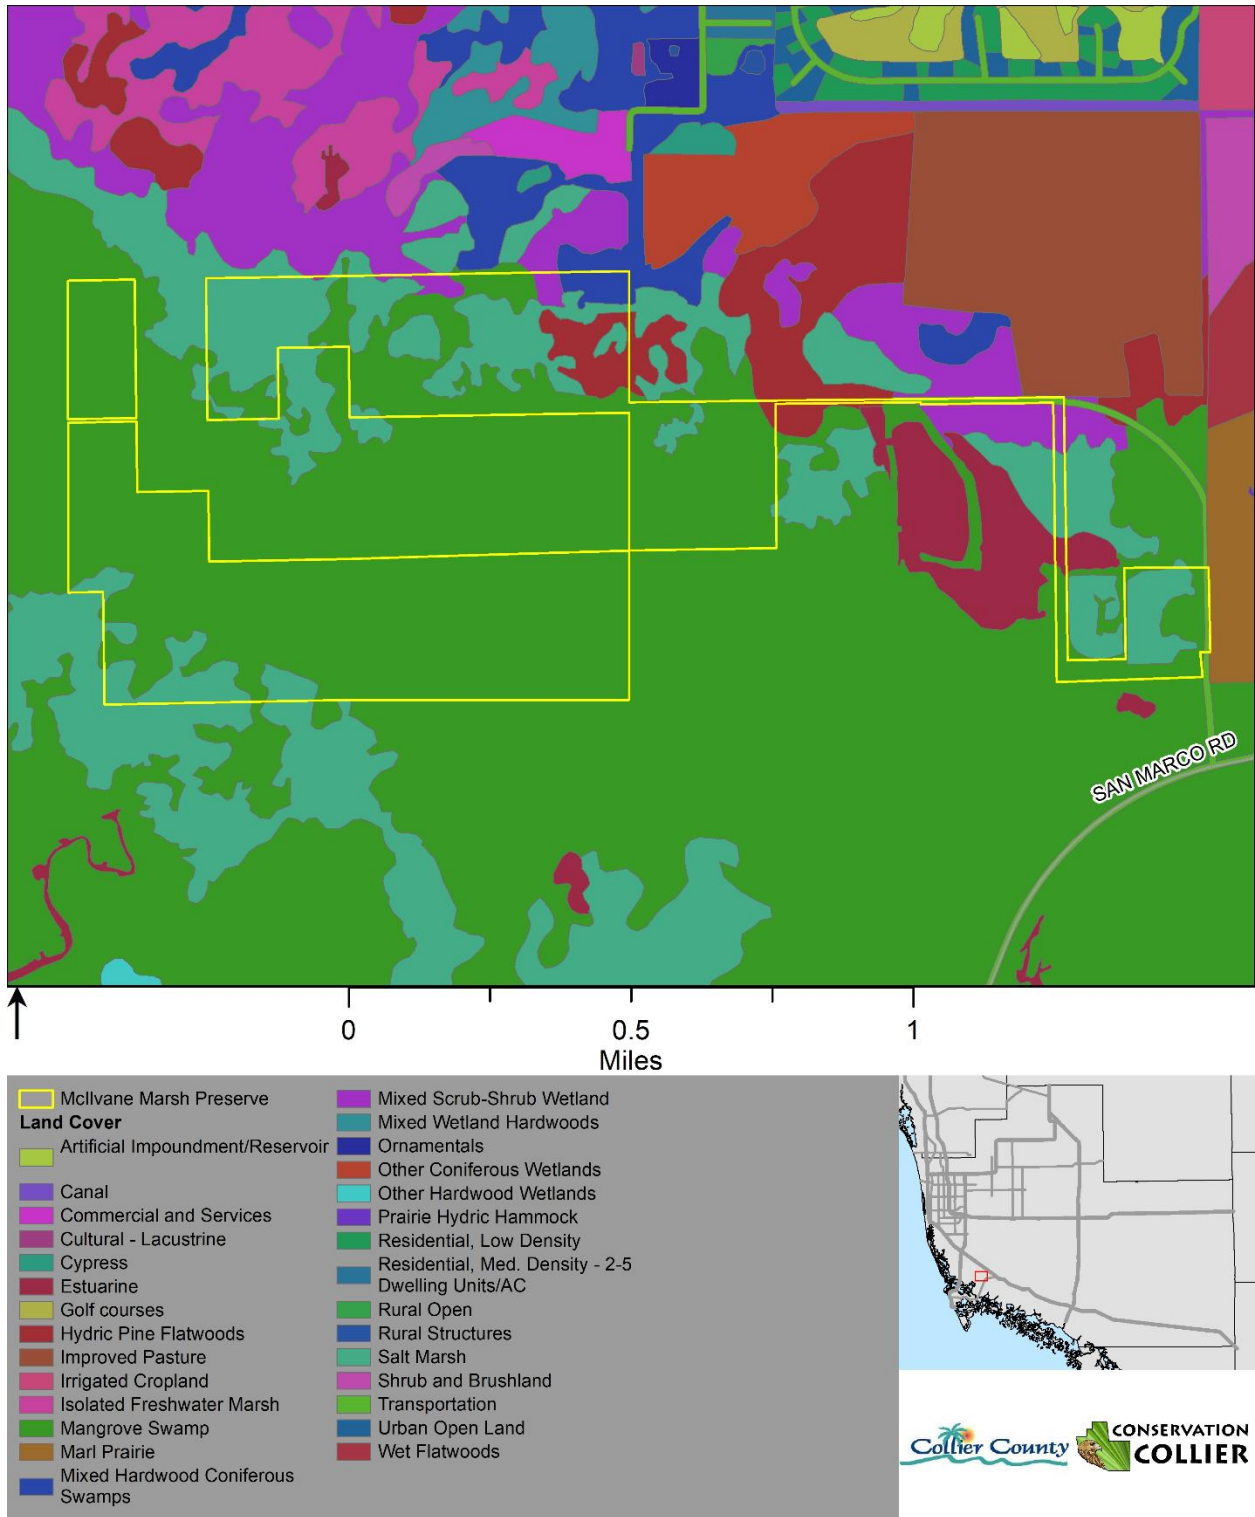 SAN MARCO RD
0
0.5
1
Miles
McIlvane Marsh Preserve
Land Cover
Artificial Impoundment/Reservoir
Canal
Commercial and Services
Cultural - Lacustrine
Cypress
Estuarine
Golf courses
Hydric Pine Flatwoods
Improved Pasture
Irrigated Cropland
Isolated Freshwater Marsh
Mangrove Swamp
Marl Prairie
Mixed Hardwood Coniferous
Swamps
Mixed Scrub-Shrub Wetland
Mixed Wetland Hardwoods
Ornamentals
Other Coniferous Wetlands
Other Hardwood Wetlands
Prairie Hydric Hammock
Residential, Low Density
Residential, Med. Density - 2-5
Dwelling Units/AC
Rural Open
Rural Structures
Salt Marsh
Shrub and Brushland
Transportation
Urban Open Land
Wet Flatwoods
Collier County
CONSERVATION
COLLIER